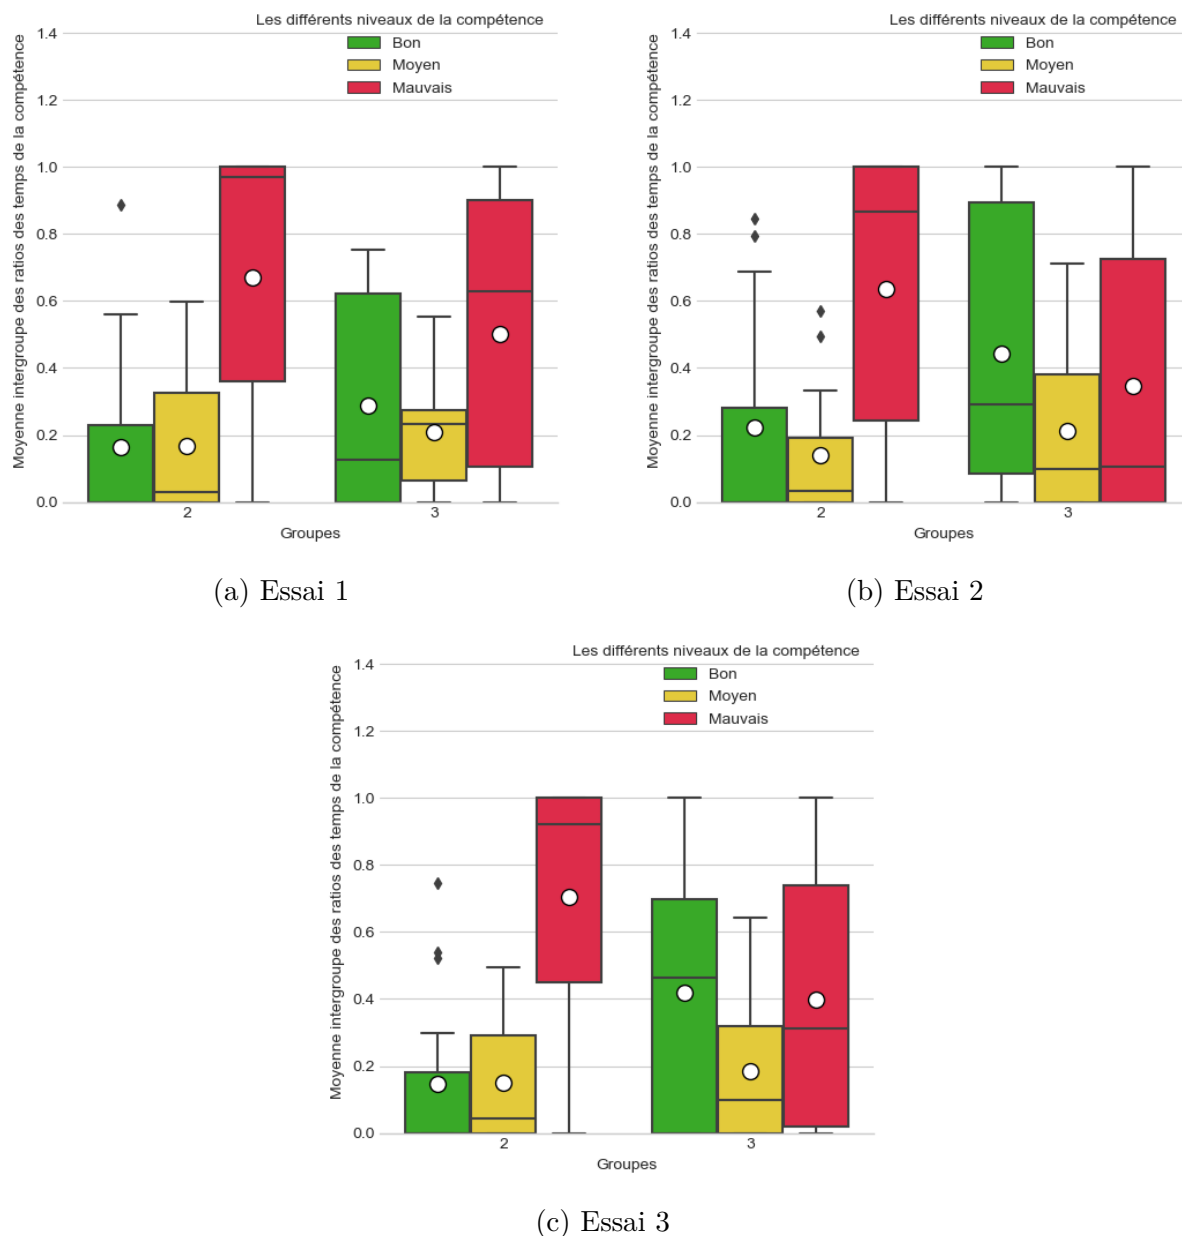 Les différents niveaux de la compétence
Bon
Moyen
Mauvais
Moyenne intergroupe des ratios des temps de la compétence
1.4
1.2
1.0
0.8
0.6
0.4
0.2
0.0
2
3
Groupes
(a) Essai 1
Les différents niveaux de la compétence
Bon
Moyen
Mauvais
Moyenne intergroupe des ratios des temps de la compétence
1.4
1.2
1.0
0.8
0.6
0.4
0.2
0.0
2
3
Groupes
(b) Essai 2
Les différents niveaux de la compétence
Bon
Moyen
Mauvais
Moyenne intergroupe des ratios des temps de la compétence
1.4
1.2
1.0
0.8
0.6
0.4
0.2
0.0
2
3
Groupes
(c) Essai 3